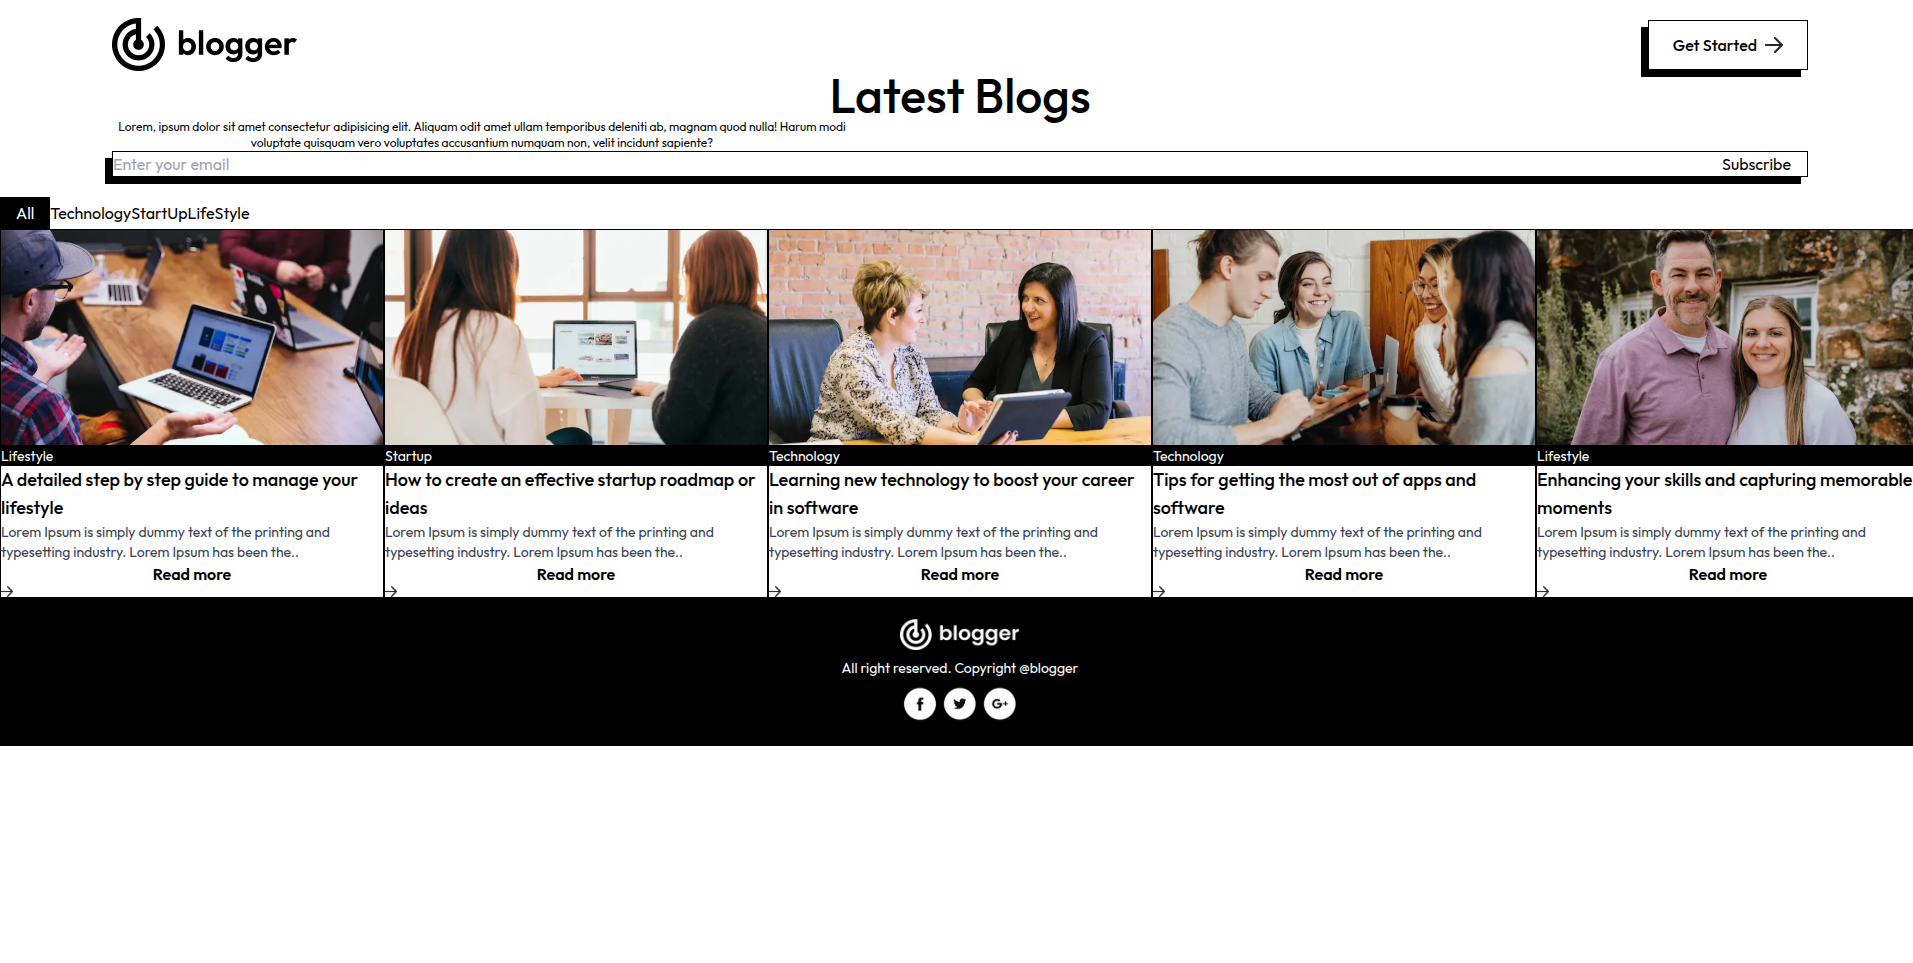 blogger
Get Started
Latest Blogs
Lorem, ipsum dolor sit amet consectetur adipisicing elit. Aliquam odit amet ullam temporibus deleniti ab, magnam quod nulla! Harum modi
voluptate quisquam vero voluptates accusantium numquam non, velit incidunt sapiente?
Enter your email
Subscribe
All
Technology
StartUp
LifeStyle
Lifestyle
A detailed step by step guide to manage your
lifestyle
Lorem Ipsum is simply dummy text of the printing and
typesetting industry. Lorem Ipsum has been the..
Read more
Startup
How to create an effective startup roadmap or
ideas
Lorem Ipsum is simply dummy text of the printing and
typesetting industry. Lorem Ipsum has been the..
Read more
Technology
Learning new technology to boost your career
in software
Lorem Ipsum is simply dummy text of the printing and
typesetting industry. Lorem Ipsum has been the..
Read more
Technology
Tips for getting the most out of apps and
software
Lorem Ipsum is simply dummy text of the printing and
typesetting industry. Lorem Ipsum has been the..
Read more
Lifestyle
Enhancing your skills and capturing memorable
moments
Lorem Ipsum is simply dummy text of the printing and
typesetting industry. Lorem Ipsum has been the..
Read more
blogger
All right reserved. Copyright @blogger
f
G+